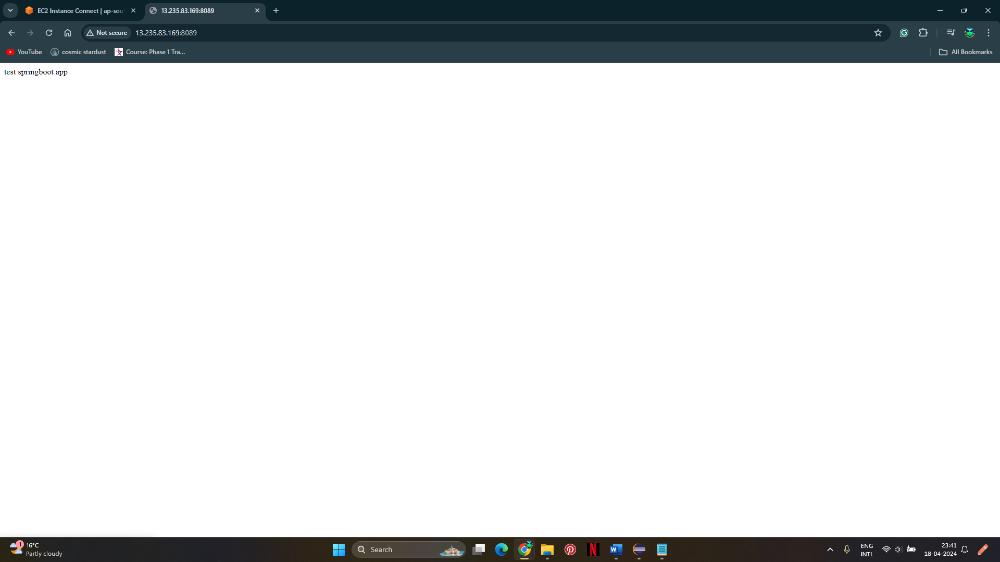 EC2 Instance Connect | ap-sou
13.235.83.169:8089
Not secure
13.235.83.169:8089
YouTube
cosmic stardust
Course: Phase 1 Tra...
All Bookmarks
test springboot app
1
16°C
Partly cloudy
Search
N
W
ENG
INTL
23:41
18-04-2024